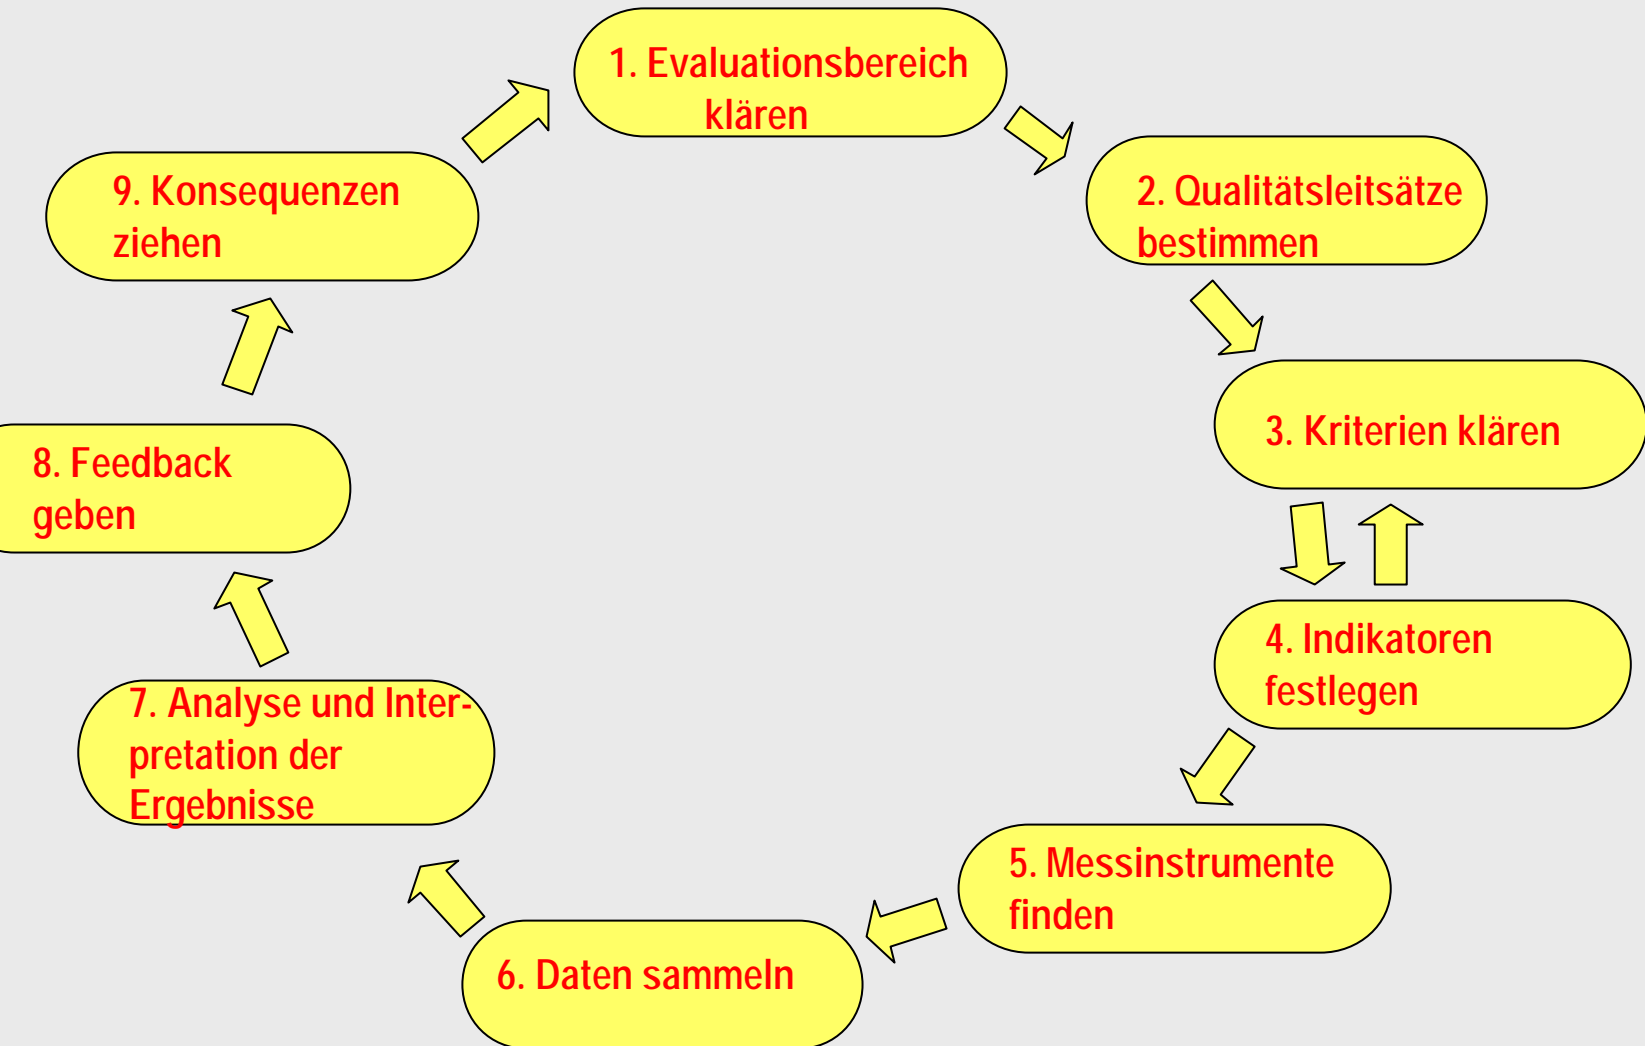 1. Evaluationsbereich
klären
2. Qualitätsleitsätze
bestimmen
3. Kriterien klären
4. Indikatoren
festlegen
5. Messinstrumente
finden
6. Daten sammeln
7. Analyse und Inter-
pretation der
Ergebnisse
8. Feedback
geben
9. Konsequenzen
ziehen